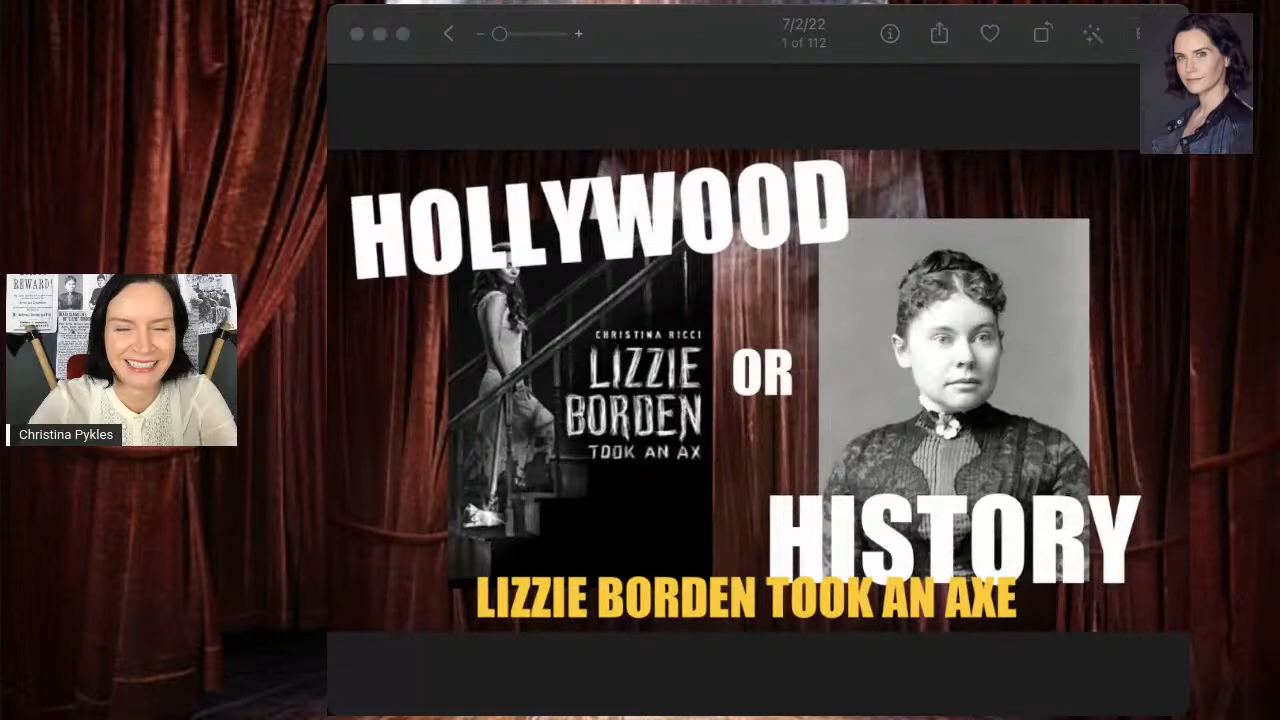 7/2/22
1 of 112
HOLLYWOOD
CHRISTINA RICCI
LIZZIE
BORDEN
TOOK AN AX
OR
HISTORY
LIZZIE BORDEN TOOK AN AXE
REWARD!
Christina Pykles